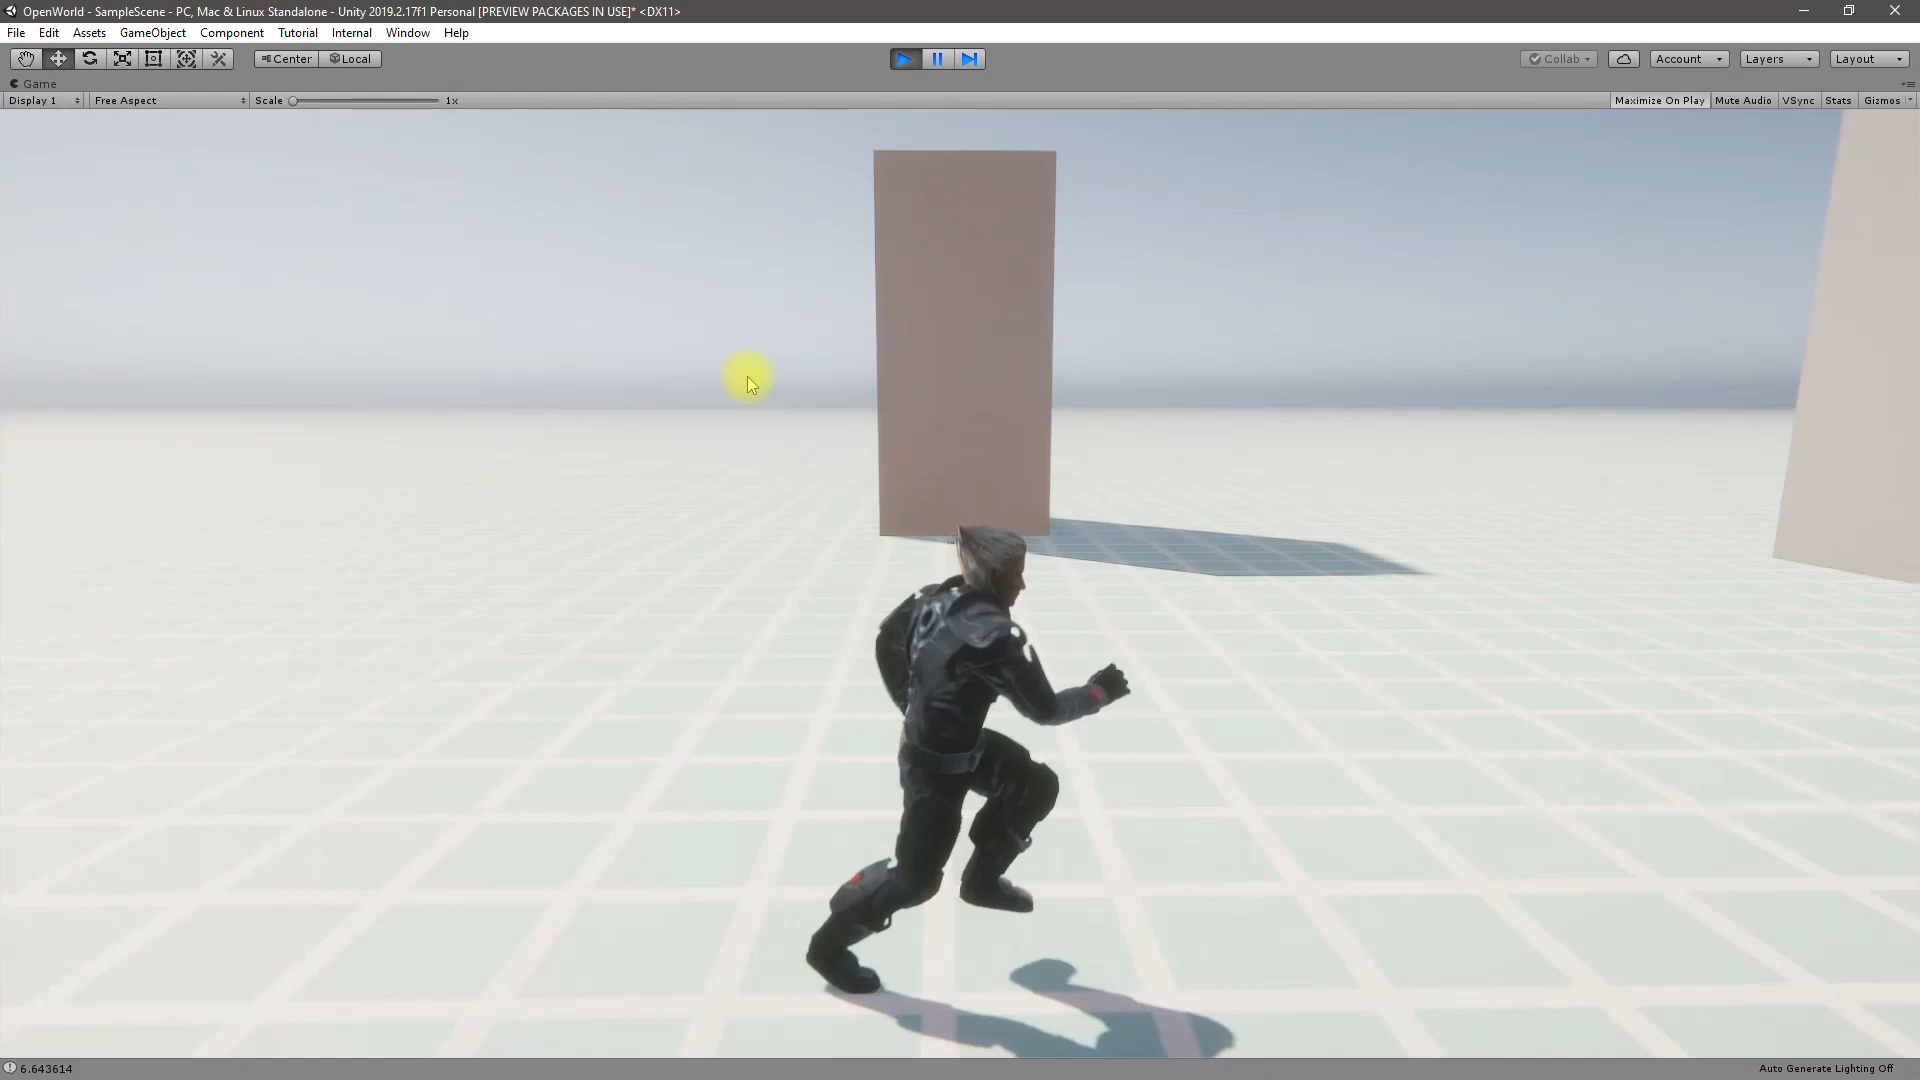 OpenWorld - SampleScene - PC, Mac & Linux Standalone - Unity 2019.2.17f1 Personal [PREVIEW PACKAGES IN USE]* <DX11>
File Edit Assets GameObject Component Tutorial Internal Window Help
Center Local Collab Account Layers Layout
Game
Display 1 Free Aspect Scale 1x Maximize On Play Mute Audio VSync Stats Gizmos
6.643614 Auto Generate Lighting Off